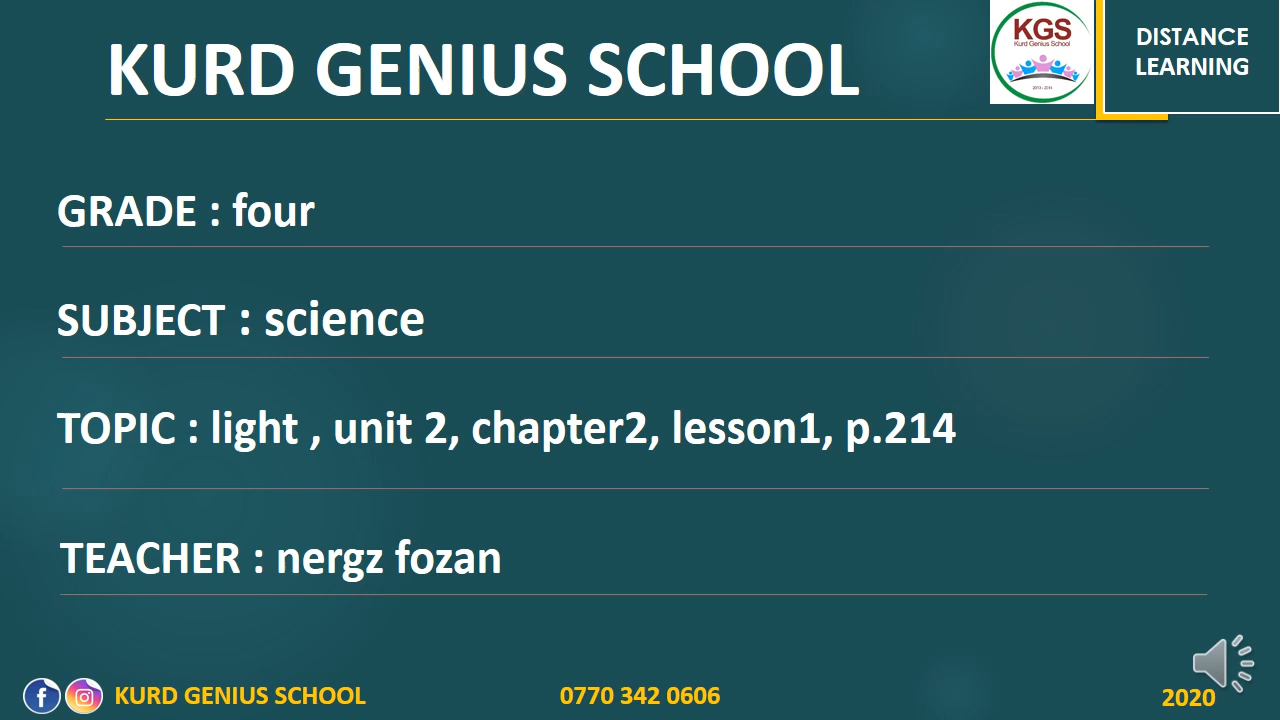 KURD GENIUS SCHOOL
KGS
Kurd Genius School
DISTANCE
LEARNING
GRADE : four
SUBJECT : science
TOPIC : light , unit 2, chapter2, lesson1, p.214
TEACHER : nergz fozan
KURD GENIUS SCHOOL
0770 342 0606
2020